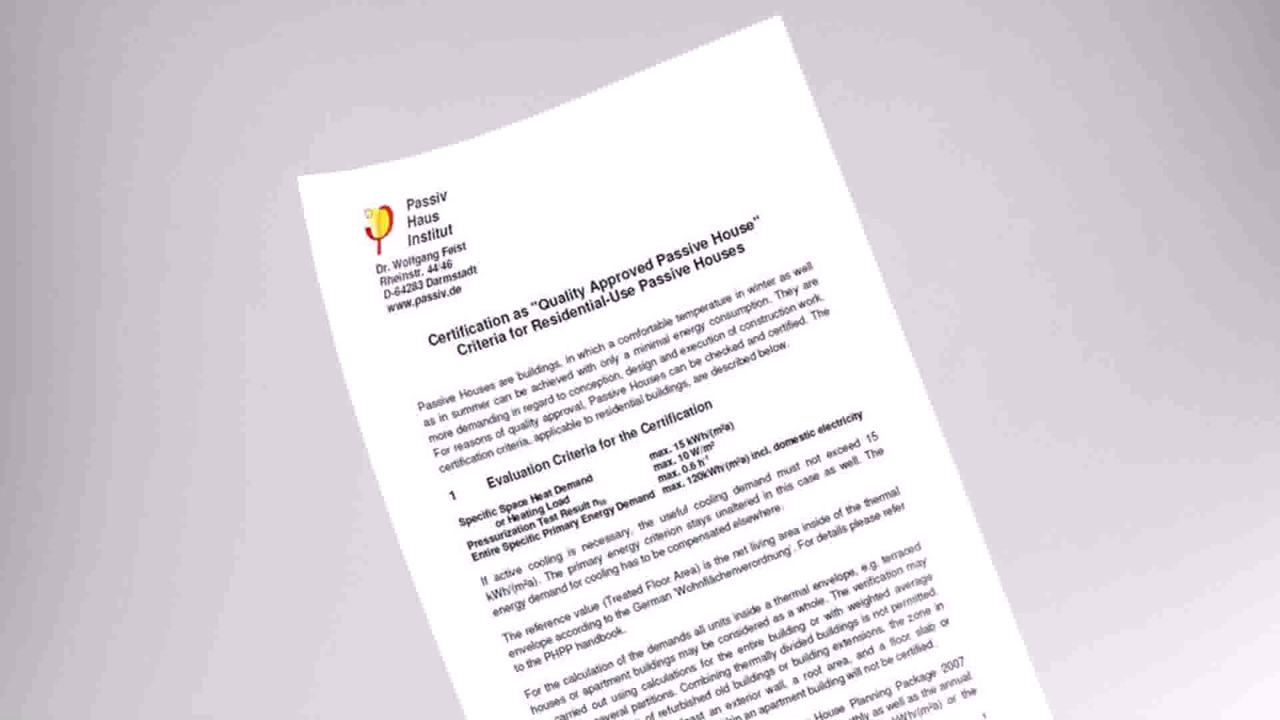 Passiv
Haus
Institut
Dr. Wolfgang Feist
Rheinstr. 44/46
D-64283 Darmstadt
www.passiv.de
Certification as "Quality Approved Passive House"
Criteria for Residential-Use Passive Houses
Passive Houses are buildings, in which a comfortable temperature in winter as well
as in summer can be achieved with only a minimal energy consumption. They are
more demanding in regard to conception, design and execution of construction work.
For reasons of quality approval, Passive Houses can be checked and certified. The
certification criteria, applicable to residential buildings, are described below.
1 Evaluation Criteria for the Certification
Specific Space Heat Demand max. 15 kWh/(m²a)
or Heating Load max. 10 W/m²
Pressurization Test Result n50 max. 0.6 h-1
Entire Specific Primary Energy Demand max. 120kWh/(m²a) incl. domestic electricity
If active cooling is necessary, the useful cooling demand must not exceed 15
kWh/(m²a). The primary energy criterion stays unaltered in this case as well. The
energy demand for cooling has to be compensated elsewhere.
The reference value (Treated Floor Area) is the net living area inside of the thermal
envelope according to the German 'Wohnflächenverordnung'. For details please refer
to the PHPP handbook.
For the calculation of the demands all units inside a thermal envelope, e.g. terraced
houses or apartment buildings may be considered as a whole. The verification may
carried out using calculations for the entire building or with weighted average
several partitions. Combining thermally divided buildings is not permitted.
of refurbished old buildings or building extensions, the zone in
least an exterior wall, a roof area, and a floor slab or
an apartment building will not be certified.
House Planning Package 2007
as well as the annual
kWh/(m²a) or the